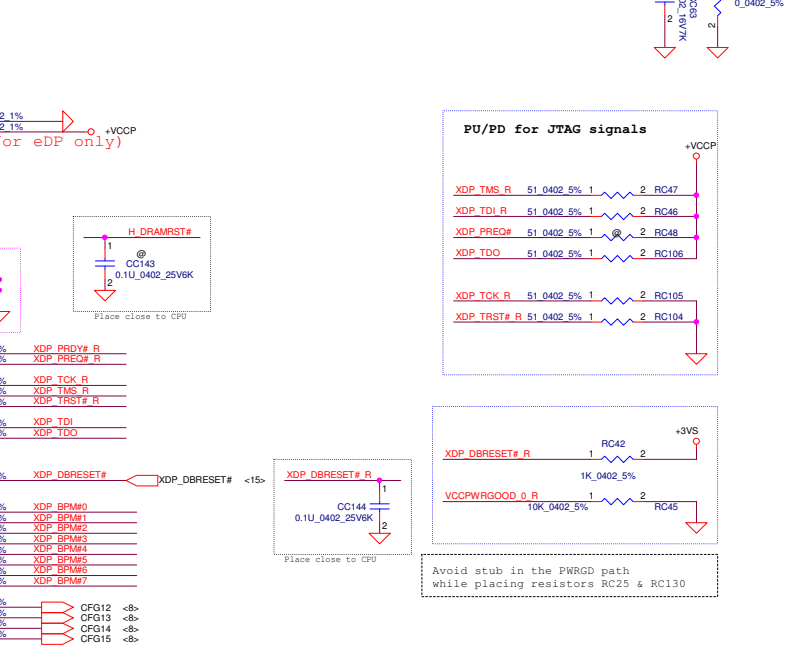 0_0402_5%
CC63
02_16V7K
2
2
2_1%
2_1%
+VCCP
or eDP only)
PU/PD for JTAG signals
+VCCP
XDP_TMS_R 51_0402_5% 1 2 RC47
XDP_TDI_R 51_0402_5% 1 2 RC46
XDP_PREQ# 51_0402_5% 1 @ 2 RC48
XDP_TDO 51_0402_5% 1 2 RC106
XDP_TCK_R 51_0402_5% 1 2 RC105
XDP_TRST#_R 51_0402_5% 1 2 RC104
H_DRAMRST#
1
@
CC143
0.1U_0402_25V6K
2
Place close to CPU
% XDP_PRDY#_R
% XDP_PREQ#_R
% XDP_TCK_R
% XDP_TMS_R
% XDP_TRST#_R
% XDP_TDI
% XDP_TDO
% XDP_DBRESET# XDP_DBRESET# <15>
% XDP_BPM#0
% XDP_BPM#1
% XDP_BPM#2
% XDP_BPM#3
% XDP_BPM#4
% XDP_BPM#5
% XDP_BPM#6
% XDP_BPM#7
% CFG12 <8>
% CFG13 <8>
% CFG14 <8>
% CFG15 <8>
XDP_DBRESET#_R
1
CC144
0.1U_0402_25V6K
2
Place close to CPU
+3VS
RC42
XDP_DBRESET#_R 1 2
1K_0402_5%
VCCPWRGOOD_0_R 1 2
10K_0402_5% RC45
Avoid stub in the PWRGD path
while placing resistors RC25 & RC130